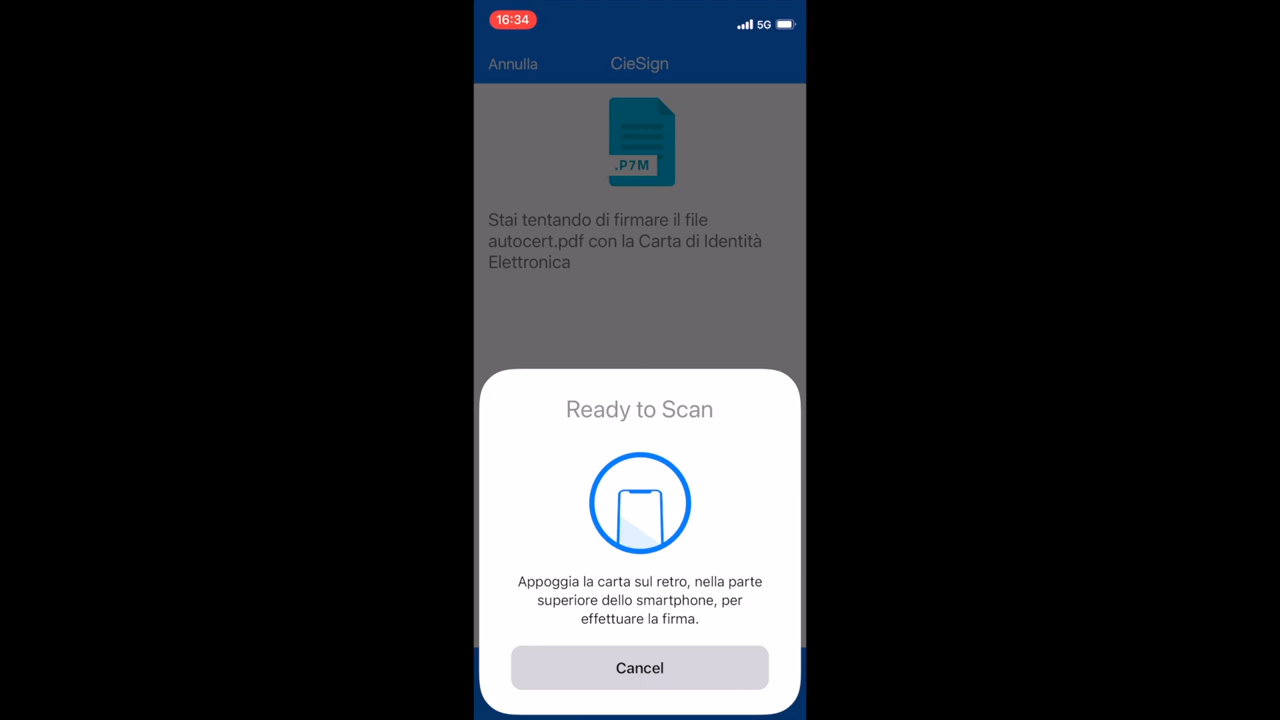 16:34
5G
Annulla
CieSign
.P7M
Stai tentando di firmare il file
autocert.pdf con la Carta di Identità
Elettronica
Ready to Scan
Appoggia la carta sul retro, nella parte
superiore dello smartphone, per
effettuare la firma.
Cancel